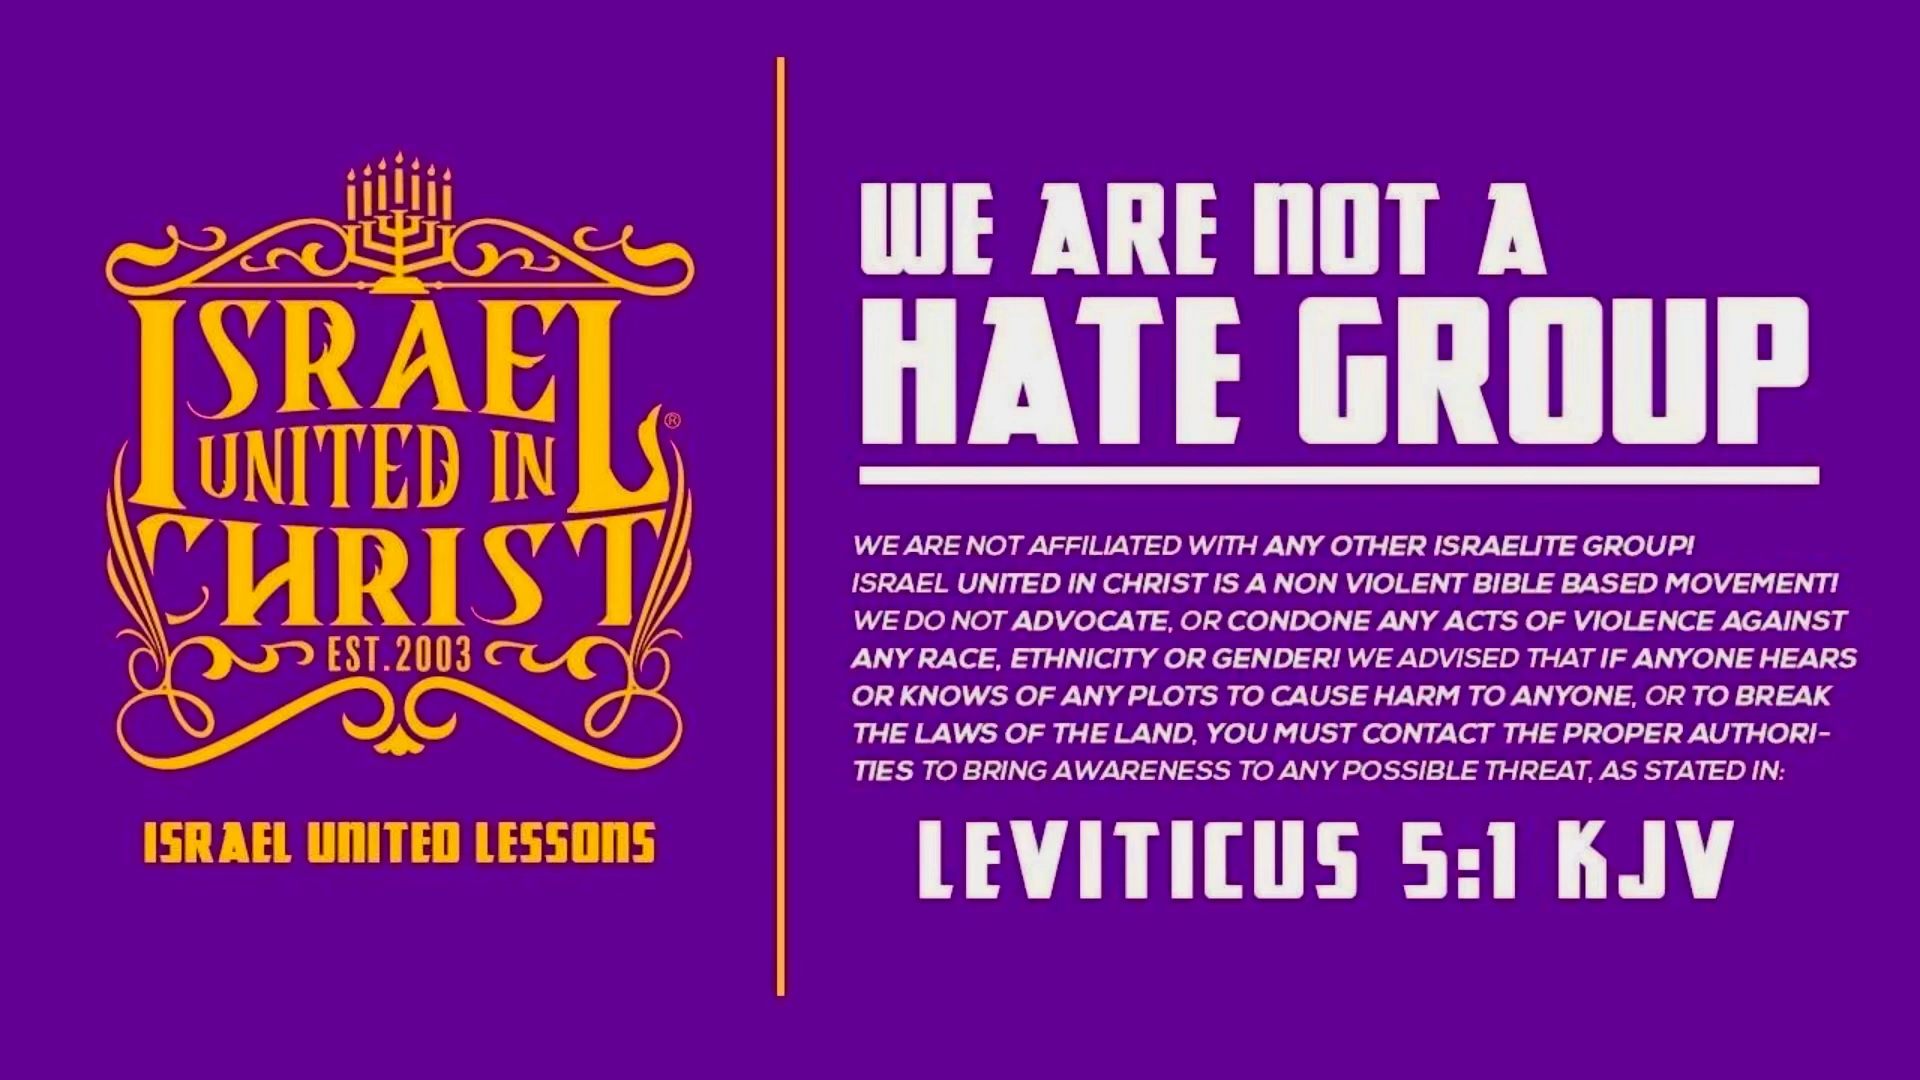 ISRAEL
UNITED IN
CHRIST
®
EST.2003
ISRAEL UNITED LESSONS
WE ARE NOT A
HATE GROUP
WE ARE NOT AFFILIATED WITH ANY OTHER ISRAELITE GROUP!
ISRAEL UNITED IN CHRIST IS A NON VIOLENT BIBLE BASED MOVEMENT!
WE DO NOT ADVOCATE, OR CONDONE ANY ACTS OF VIOLENCE AGAINST
ANY RACE, ETHNICITY OR GENDER! WE ADVISED THAT IF ANYONE HEARS
OR KNOWS OF ANY PLOTS TO CAUSE HARM TO ANYONE, OR TO BREAK
THE LAWS OF THE LAND, YOU MUST CONTACT THE PROPER AUTHORI-
TIES TO BRING AWARENESS TO ANY POSSIBLE THREAT, AS STATED IN:
LEVITICUS 5:1 KJV